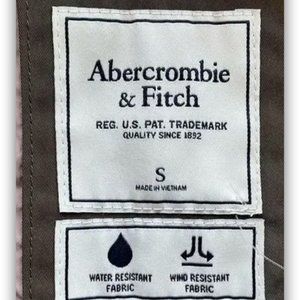 Abercrombie
& Fitch
REG. U.S. PAT. TRADEMARK
QUALITY SINCE 1892
S
MADE IN VIETNAM
WATER RESISTANT
FABRIC
WIND RESISTANT
FABRIC